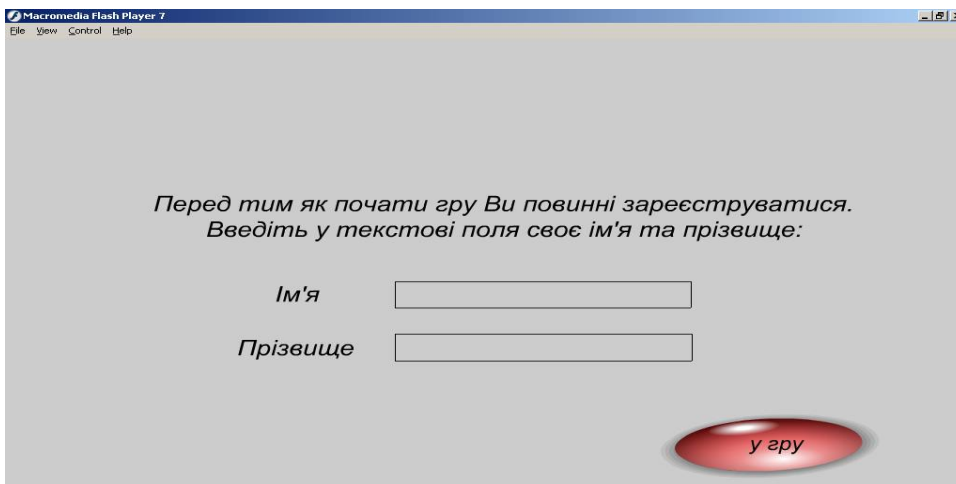 Macromedia Flash Player 7
File View Control Help
Перед тим як почати гру Ви повинні зареєструватися.
Введіть у текстові поля своє ім'я та прізвище:
Ім'я
Прізвище
у гру